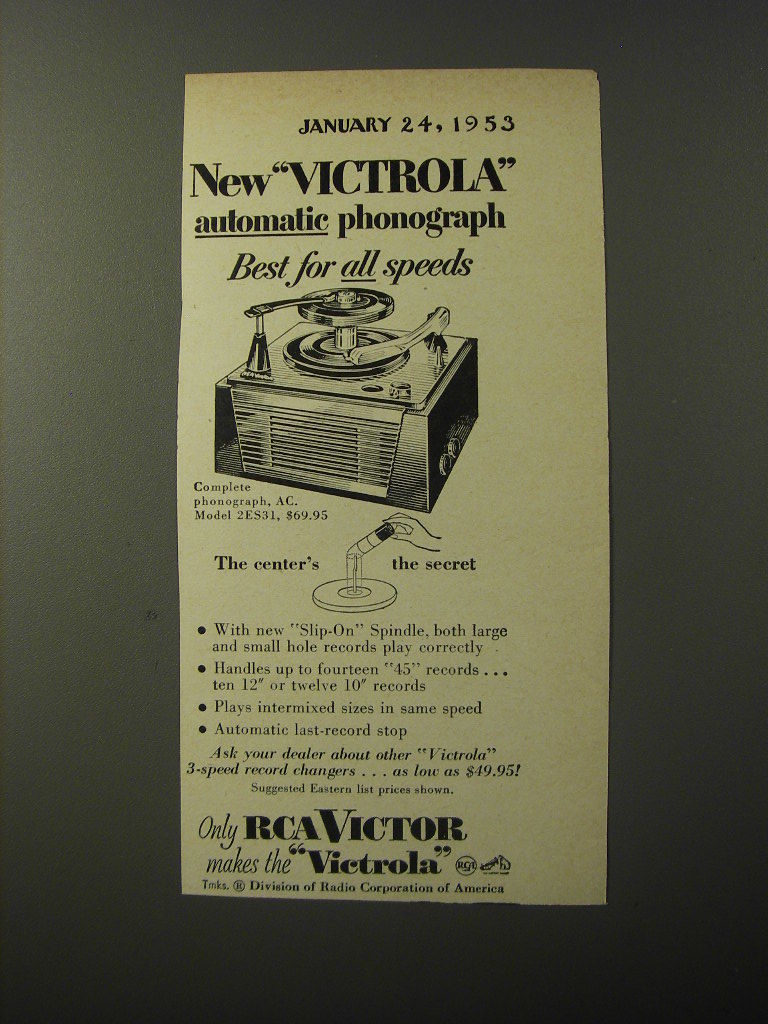 JANUARY 24, 1953
New "VICTROLA"
automatic phonograph
Best for all speeds
RCA Victor
Complete
phonograph, AC.
Model 2ES31, $69.95
The center's the secret
• With new "Slip-On" Spindle, both large
and small hole records play correctly
• Handles up to fourteen "45" records...
ten 12" or twelve 10" records
• Plays intermixed sizes in same speed
• Automatic last-record stop
Ask your dealer about other "Victrola"
3-speed record changers . . . as low as $49.95!
Suggested Eastern list prices shown.
Only RCA VICTOR
makes the "Victrola"
RCA
Tmks. ® Division of Radio Corporation of America